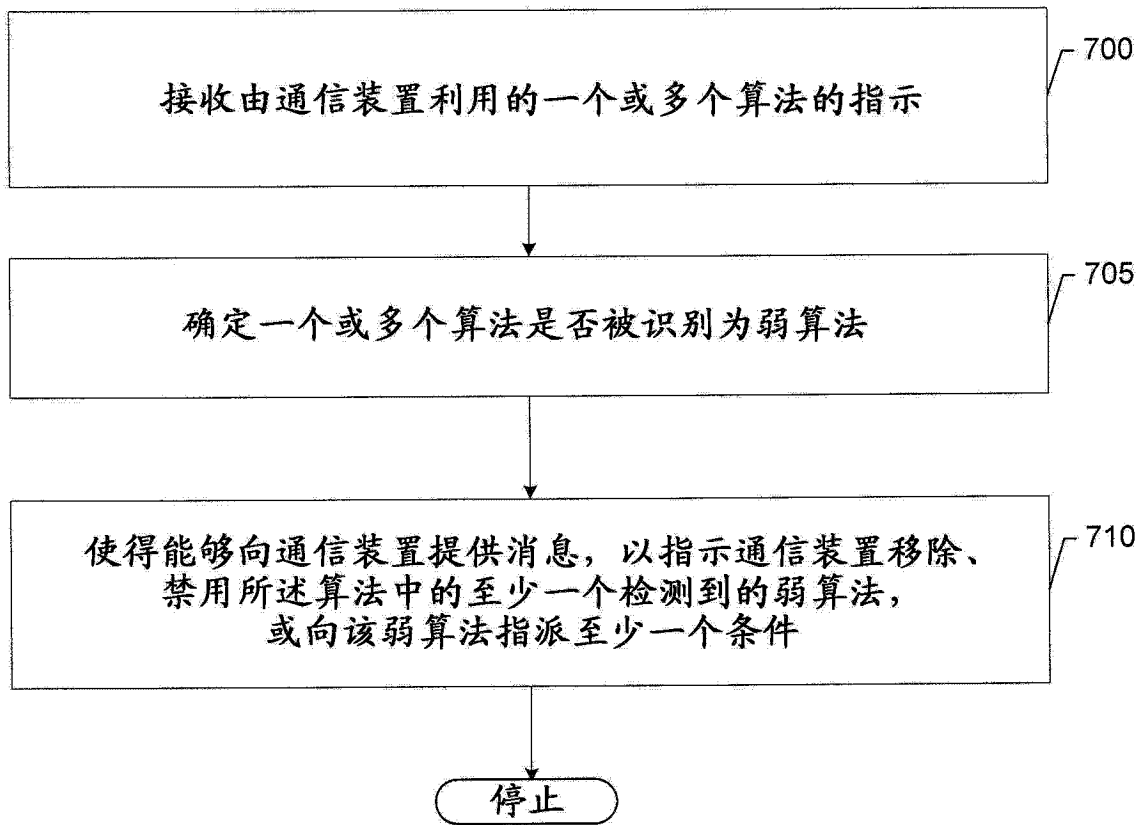 700
接收由通信装置利用的一个或多个算法的指示
705
确定一个或多个算法是否被识别为弱算法
710
使得能够向通信装置提供消息，以指示通信装置移除、
禁用所述算法中的至少一个检测到的弱算法，
或向该弱算法指派至少一个条件
停止